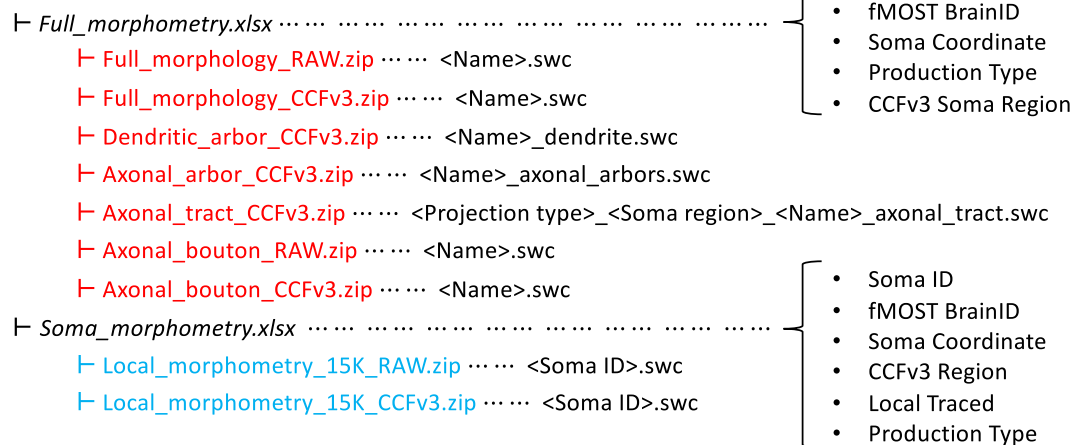 ⊢ Full_morphometry.xlsx ⋯⋯ ⋯⋯ ⋯⋯ ⋯⋯ ⋯⋯ ⋯⋯ ⋯⋯ ⋯⋯
• fMOST BrainID
• Soma Coordinate
• Production Type
• CCFv3 Soma Region
⊢ Full_morphology_RAW.zip ⋯⋯ <Name>.swc
⊢ Full_morphology_CCFv3.zip ⋯⋯ <Name>.swc
⊢ Dendritic_arbor_CCFv3.zip ⋯⋯ <Name>_dendrite.swc
⊢ Axonal_arbor_CCFv3.zip ⋯⋯ <Name>_axonal_arbors.swc
⊢ Axonal_tract_CCFv3.zip ⋯⋯ <Projection type>_<Soma region>_<Name>_axonal_tract.swc
⊢ Axonal_bouton_RAW.zip ⋯⋯ <Name>.swc
⊢ Axonal_bouton_CCFv3.zip ⋯⋯ <Name>.swc
⊢ Soma_morphometry.xlsx ⋯⋯ ⋯⋯ ⋯⋯ ⋯⋯ ⋯⋯ ⋯⋯ ⋯⋯ ⋯⋯
• Soma ID
• fMOST BrainID
• Soma Coordinate
• CCFv3 Region
• Local Traced
• Production Type
⊢ Local_morphometry_15K_RAW.zip ⋯⋯ <Soma ID>.swc
⊢ Local_morphometry_15K_CCFv3.zip ⋯⋯ <Soma ID>.swc